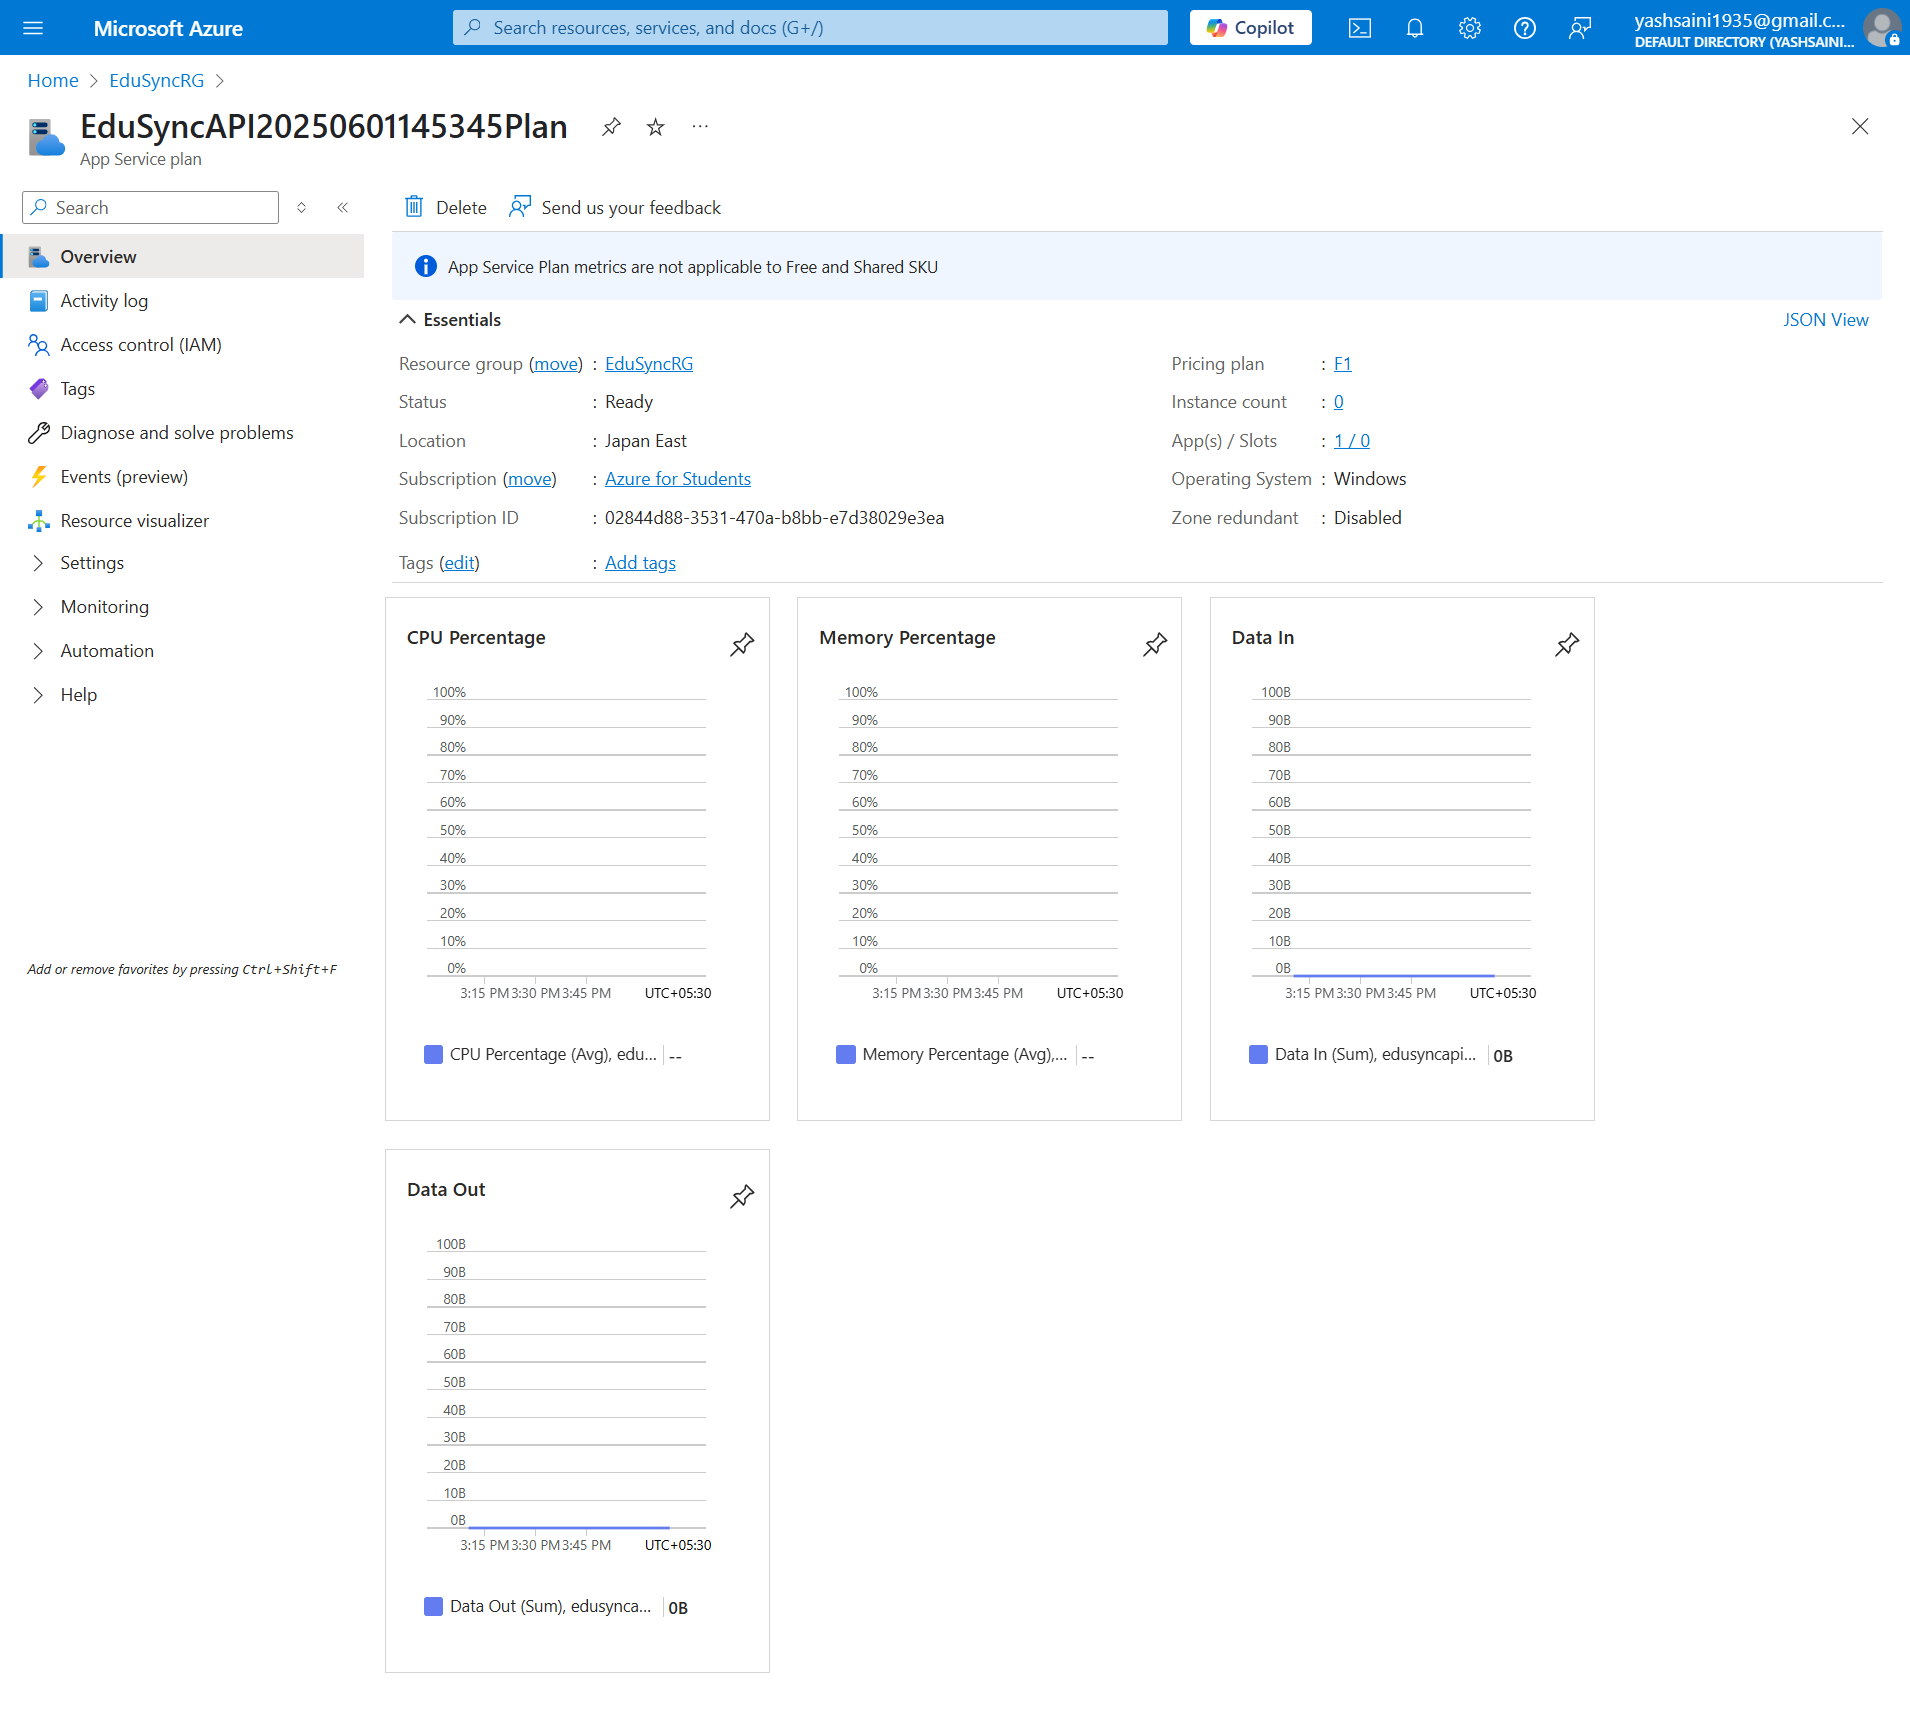 Microsoft Azure
Search resources, services, and docs (G+/)
Copilot
yashsaini1935@gmail.c...
DEFAULT DIRECTORY (YASHSAINI...
Home > EduSyncRG >
EduSyncAPI20250601145345Plan
App Service plan
Search
Overview
Activity log
Access control (IAM)
Tags
Diagnose and solve problems
Events (preview)
Resource visualizer
Settings
Monitoring
Automation
Help
Add or remove favorites by pressing Ctrl+Shift+F
Delete
Send us your feedback
App Service Plan metrics are not applicable to Free and Shared SKU
Essentials
JSON View
Resource group (move) : EduSyncRG
Status : Ready
Location : Japan East
Subscription (move) : Azure for Students
Subscription ID : 02844d88-3531-470a-b8bb-e7d38029e3ea
Tags (edit) : Add tags
Pricing plan : F1
Instance count : 0
App(s) / Slots : 1 / 0
Operating System : Windows
Zone redundant : Disabled
CPU Percentage
100%
90%
80%
70%
60%
50%
40%
30%
20%
10%
0%
3:15 PM 3:30 PM 3:45 PM UTC+05:30
CPU Percentage (Avg), edu... --
Memory Percentage
100%
90%
80%
70%
60%
50%
40%
30%
20%
10%
0%
3:15 PM 3:30 PM 3:45 PM UTC+05:30
Memory Percentage (Avg),... --
Data In
100B
90B
80B
70B
60B
50B
40B
30B
20B
10B
0B
3:15 PM 3:30 PM 3:45 PM UTC+05:30
Data In (Sum), edusyncapi... 0B
Data Out
100B
90B
80B
70B
60B
50B
40B
30B
20B
10B
0B
3:15 PM 3:30 PM 3:45 PM UTC+05:30
Data Out (Sum), edusynca... 0B